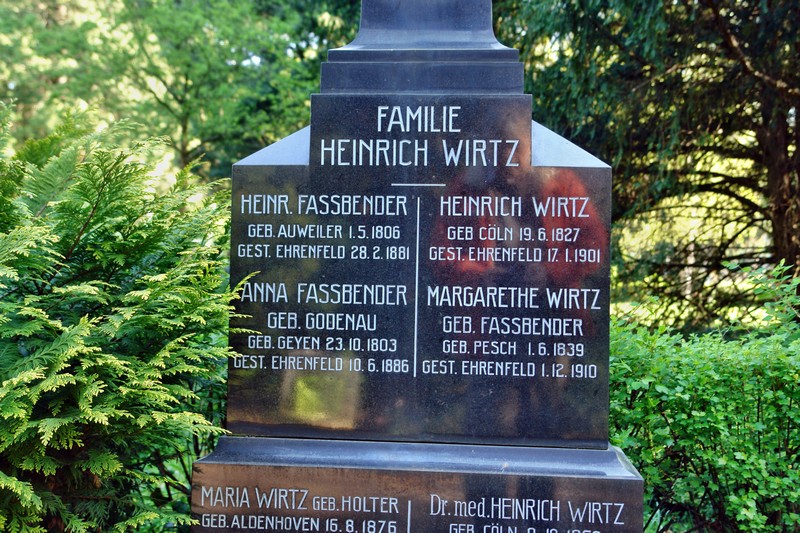 FAMILIE
HEINRICH WIRTZ
HEINR. FASSBENDER
GEB. AUWEILER 1.5.1806
GEST. EHRENFELD 28.2.1881
ANNA FASSBENDER
GEB. GODENAU
GEB. GEYEN 23.10.1803
GEST. EHRENFELD 10.6.1886
HEINRICH WIRTZ
GEB CÖLN 19.6.1827
GEST. EHRENFELD 17.1.1901
MARGARETHE WIRTZ
GEB. FASSBENDER
GEB. PESCH 1.6.1839
GEST. EHRENFELD 1.12.1910
MARIA WIRTZ GEB. HOLTER
GEB. ALDENHOVEN 16.8.1876
Dr. med. HEINRICH WIRTZ
GEB. CÖLN